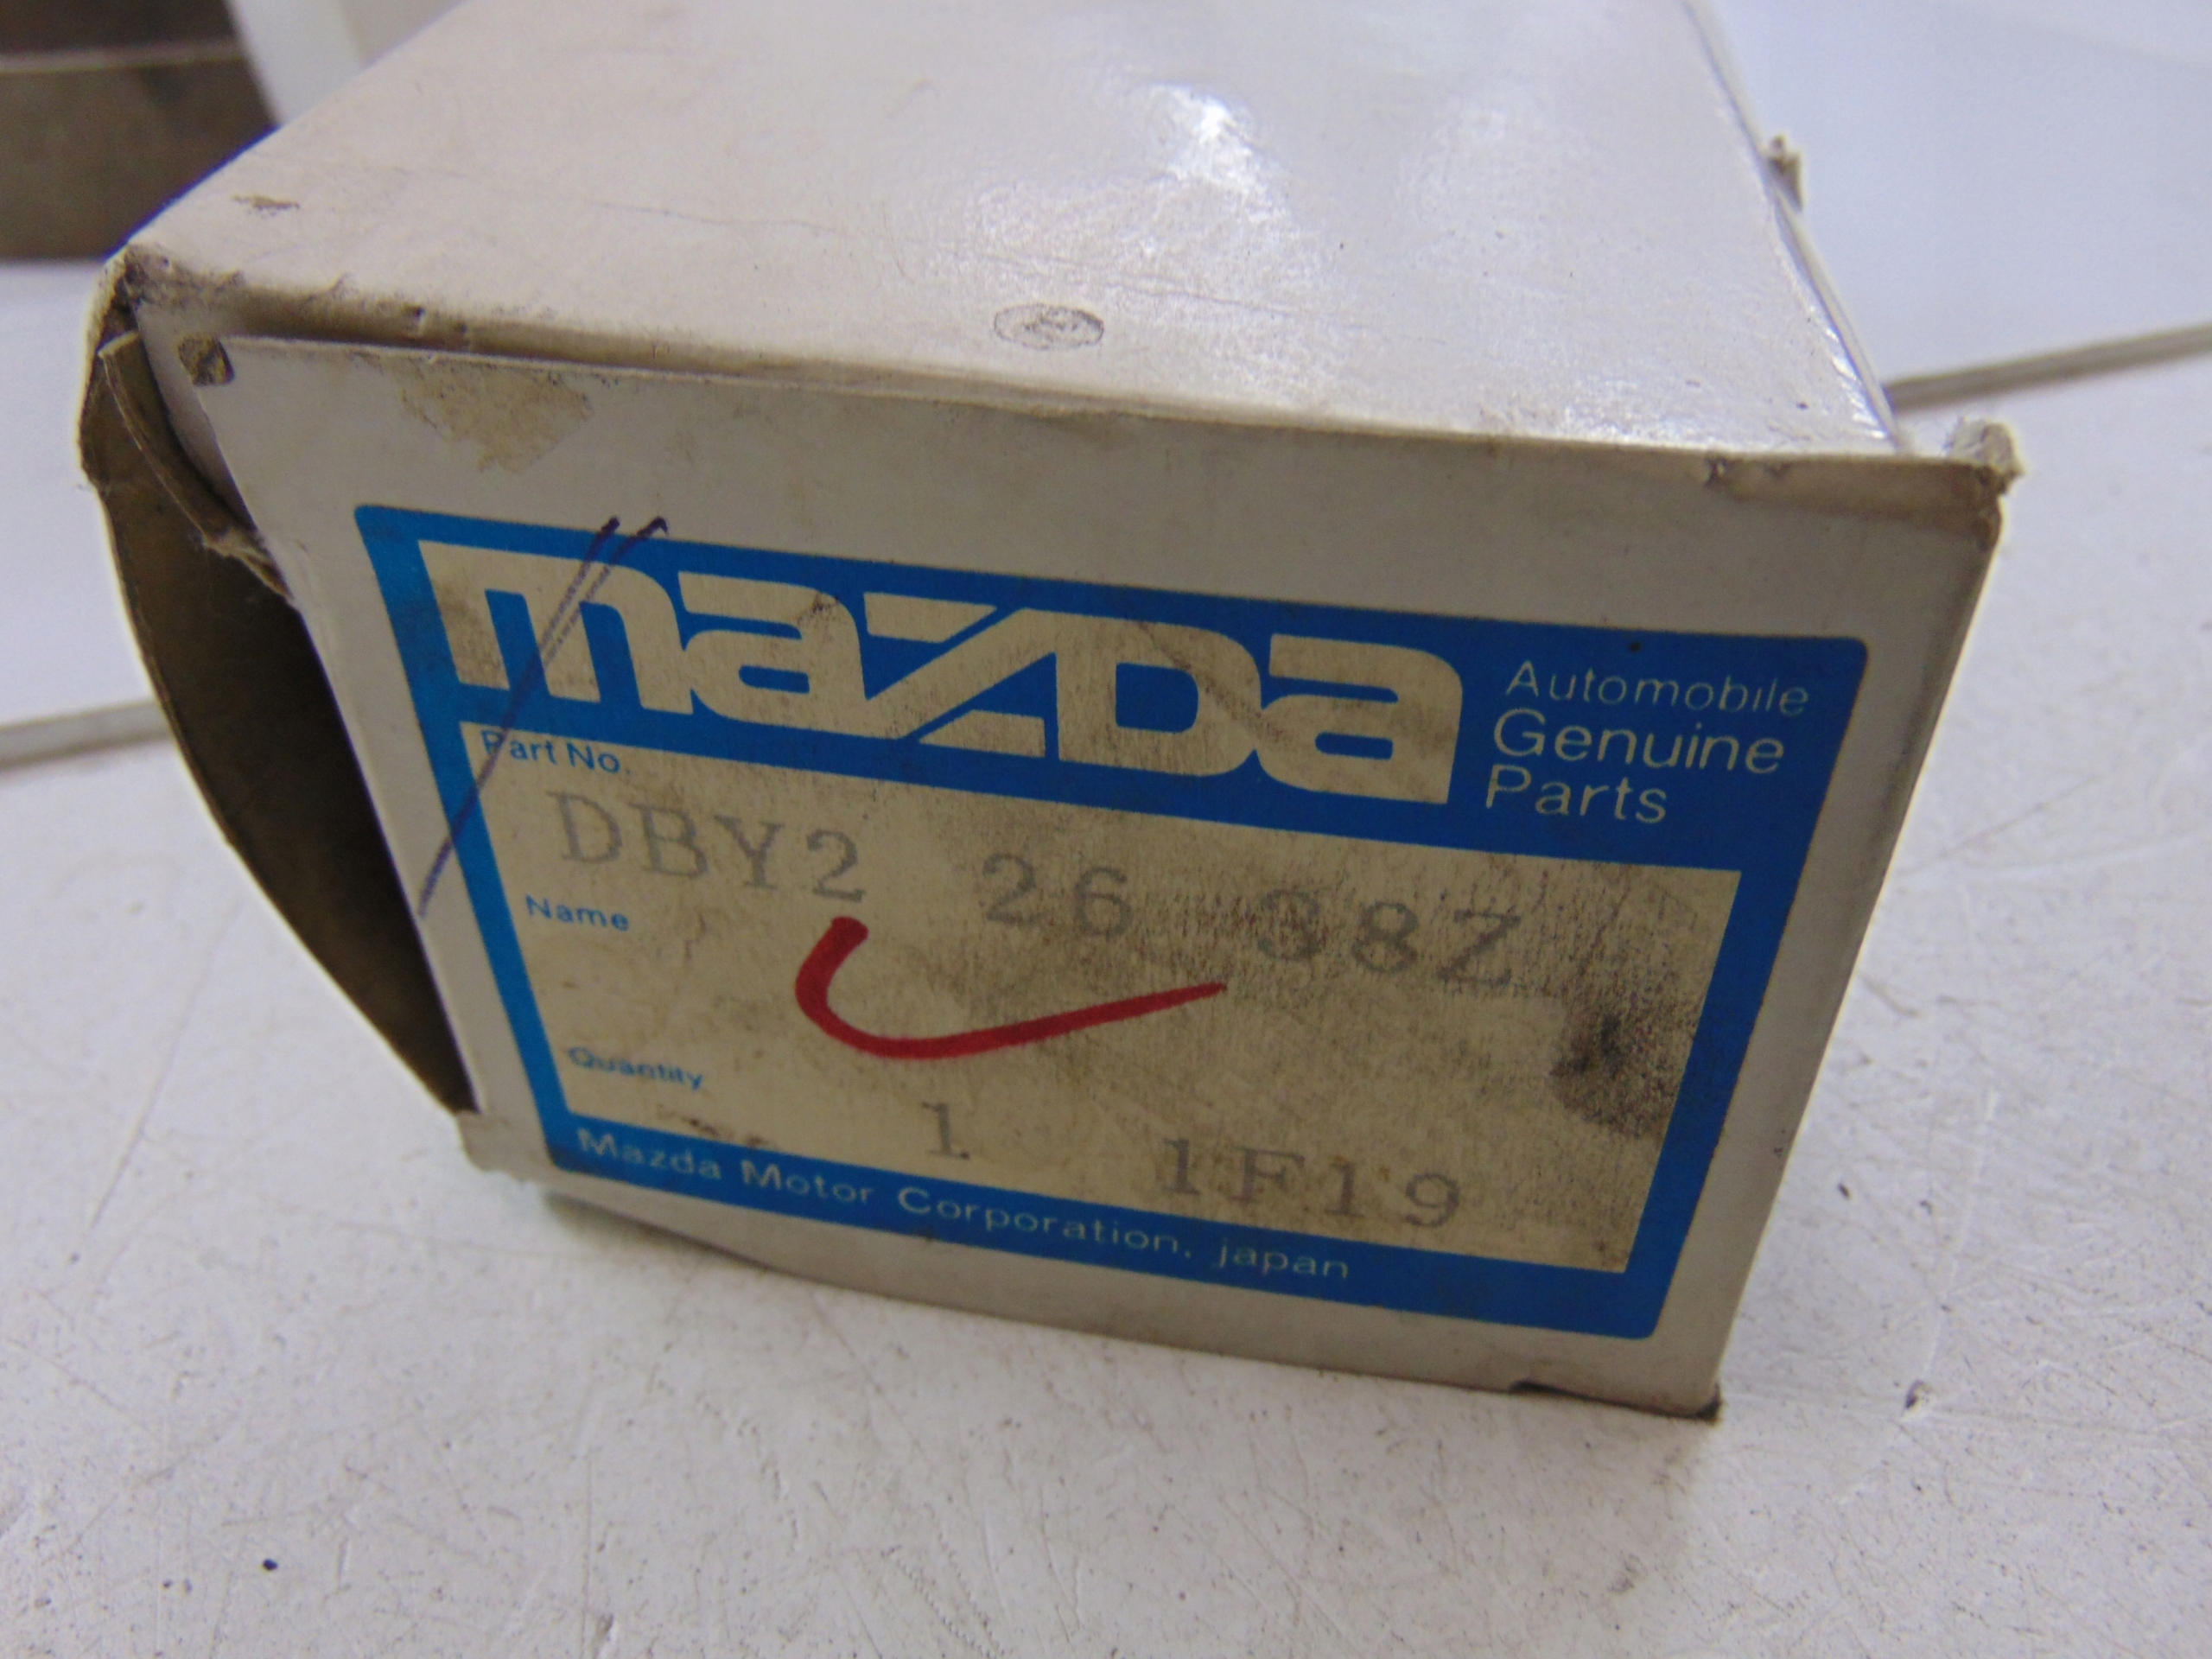 mazda
Automobile
Genuine
Parts
Part No.
DBY2 26 38Z
Name
Quantity
1 1F19
Mazda Motor Corporation, japan